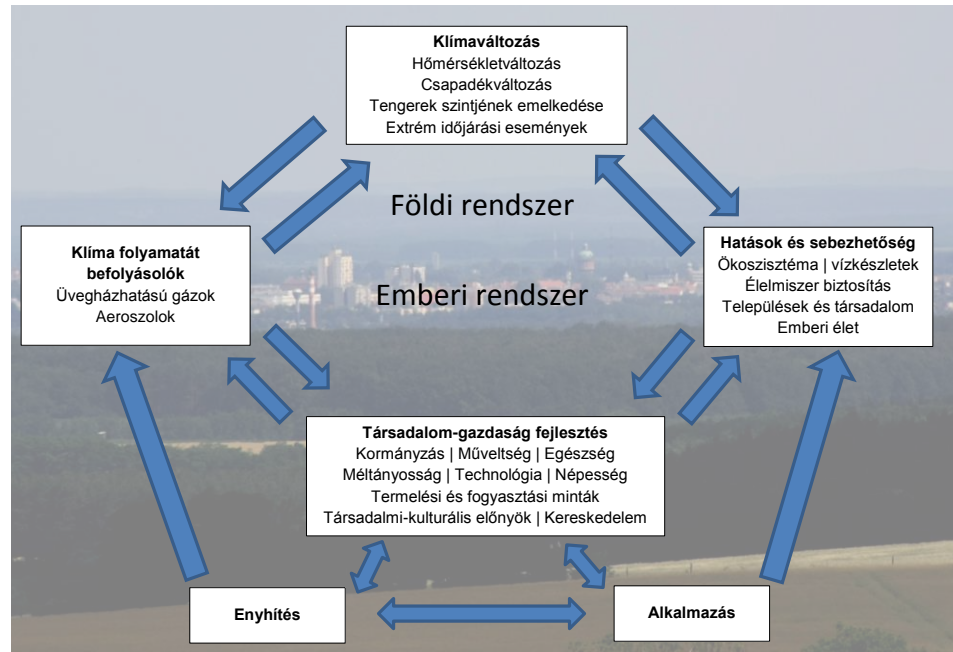 Klímaváltozás
Hőmérsékletváltozás
Csapadékváltozás
Tengerek szintjének emelkedése
Extrém időjárási események
Földi rendszer
Klíma folyamatát
befolyásolók
Üvegházhatású gázok
Aeroszolok
Hatások és sebezhetőség
Ökoszisztéma | vízkészletek
Élelmiszer biztosítás
Települések és társadalom
Emberi élet
Emberi rendszer
Társadalom-gazdaság fejlesztés
Kormányzás | Műveltség | Egészség
Méltányosság | Technológia | Népesség
Termelési és fogyasztási minták
Társadalmi-kulturális előnyök | Kereskedelem
Enyhítés
Alkalmazás